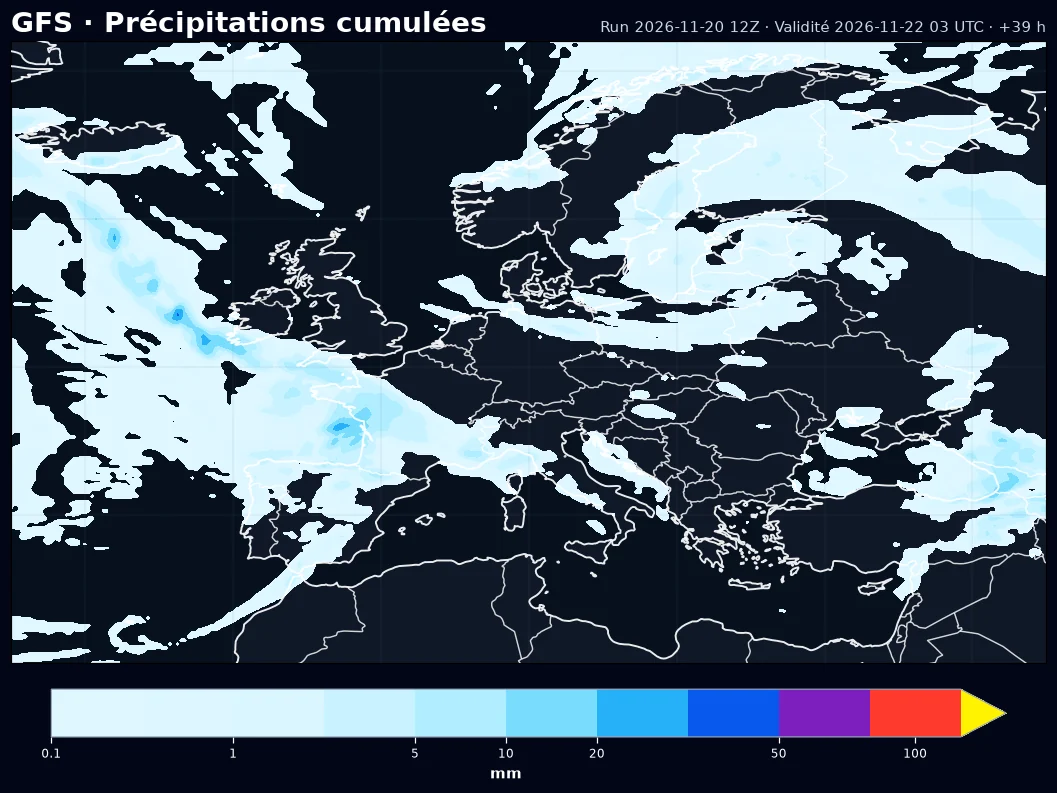 GFS · Précipitations cumulées
Run 2026-11-20 12Z · Validité 2026-11-22 03 UTC · +39 h
0.1 1 5 10 20 50 100
mm